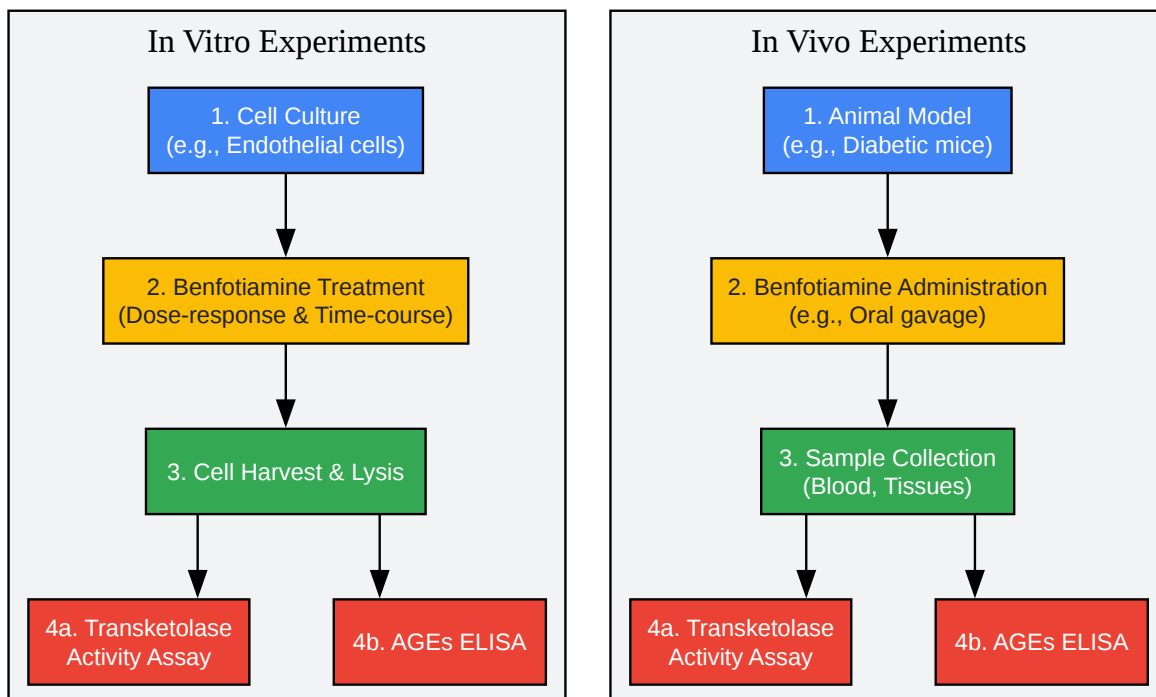 In Vitro Experiments
1. Cell Culture
(e.g., Endothelial cells)
2. Benfotiamine Treatment
(Dose-response & Time-course)
3. Cell Harvest & Lysis
4a. Transketolase
Activity Assay
4b. AGEs ELISA
In Vivo Experiments
1. Animal Model
(e.g., Diabetic mice)
2. Benfotiamine Administration
(e.g., Oral gavage)
3. Sample Collection
(Blood, Tissues)
4a. Transketolase
Activity Assay
4b. AGEs ELISA